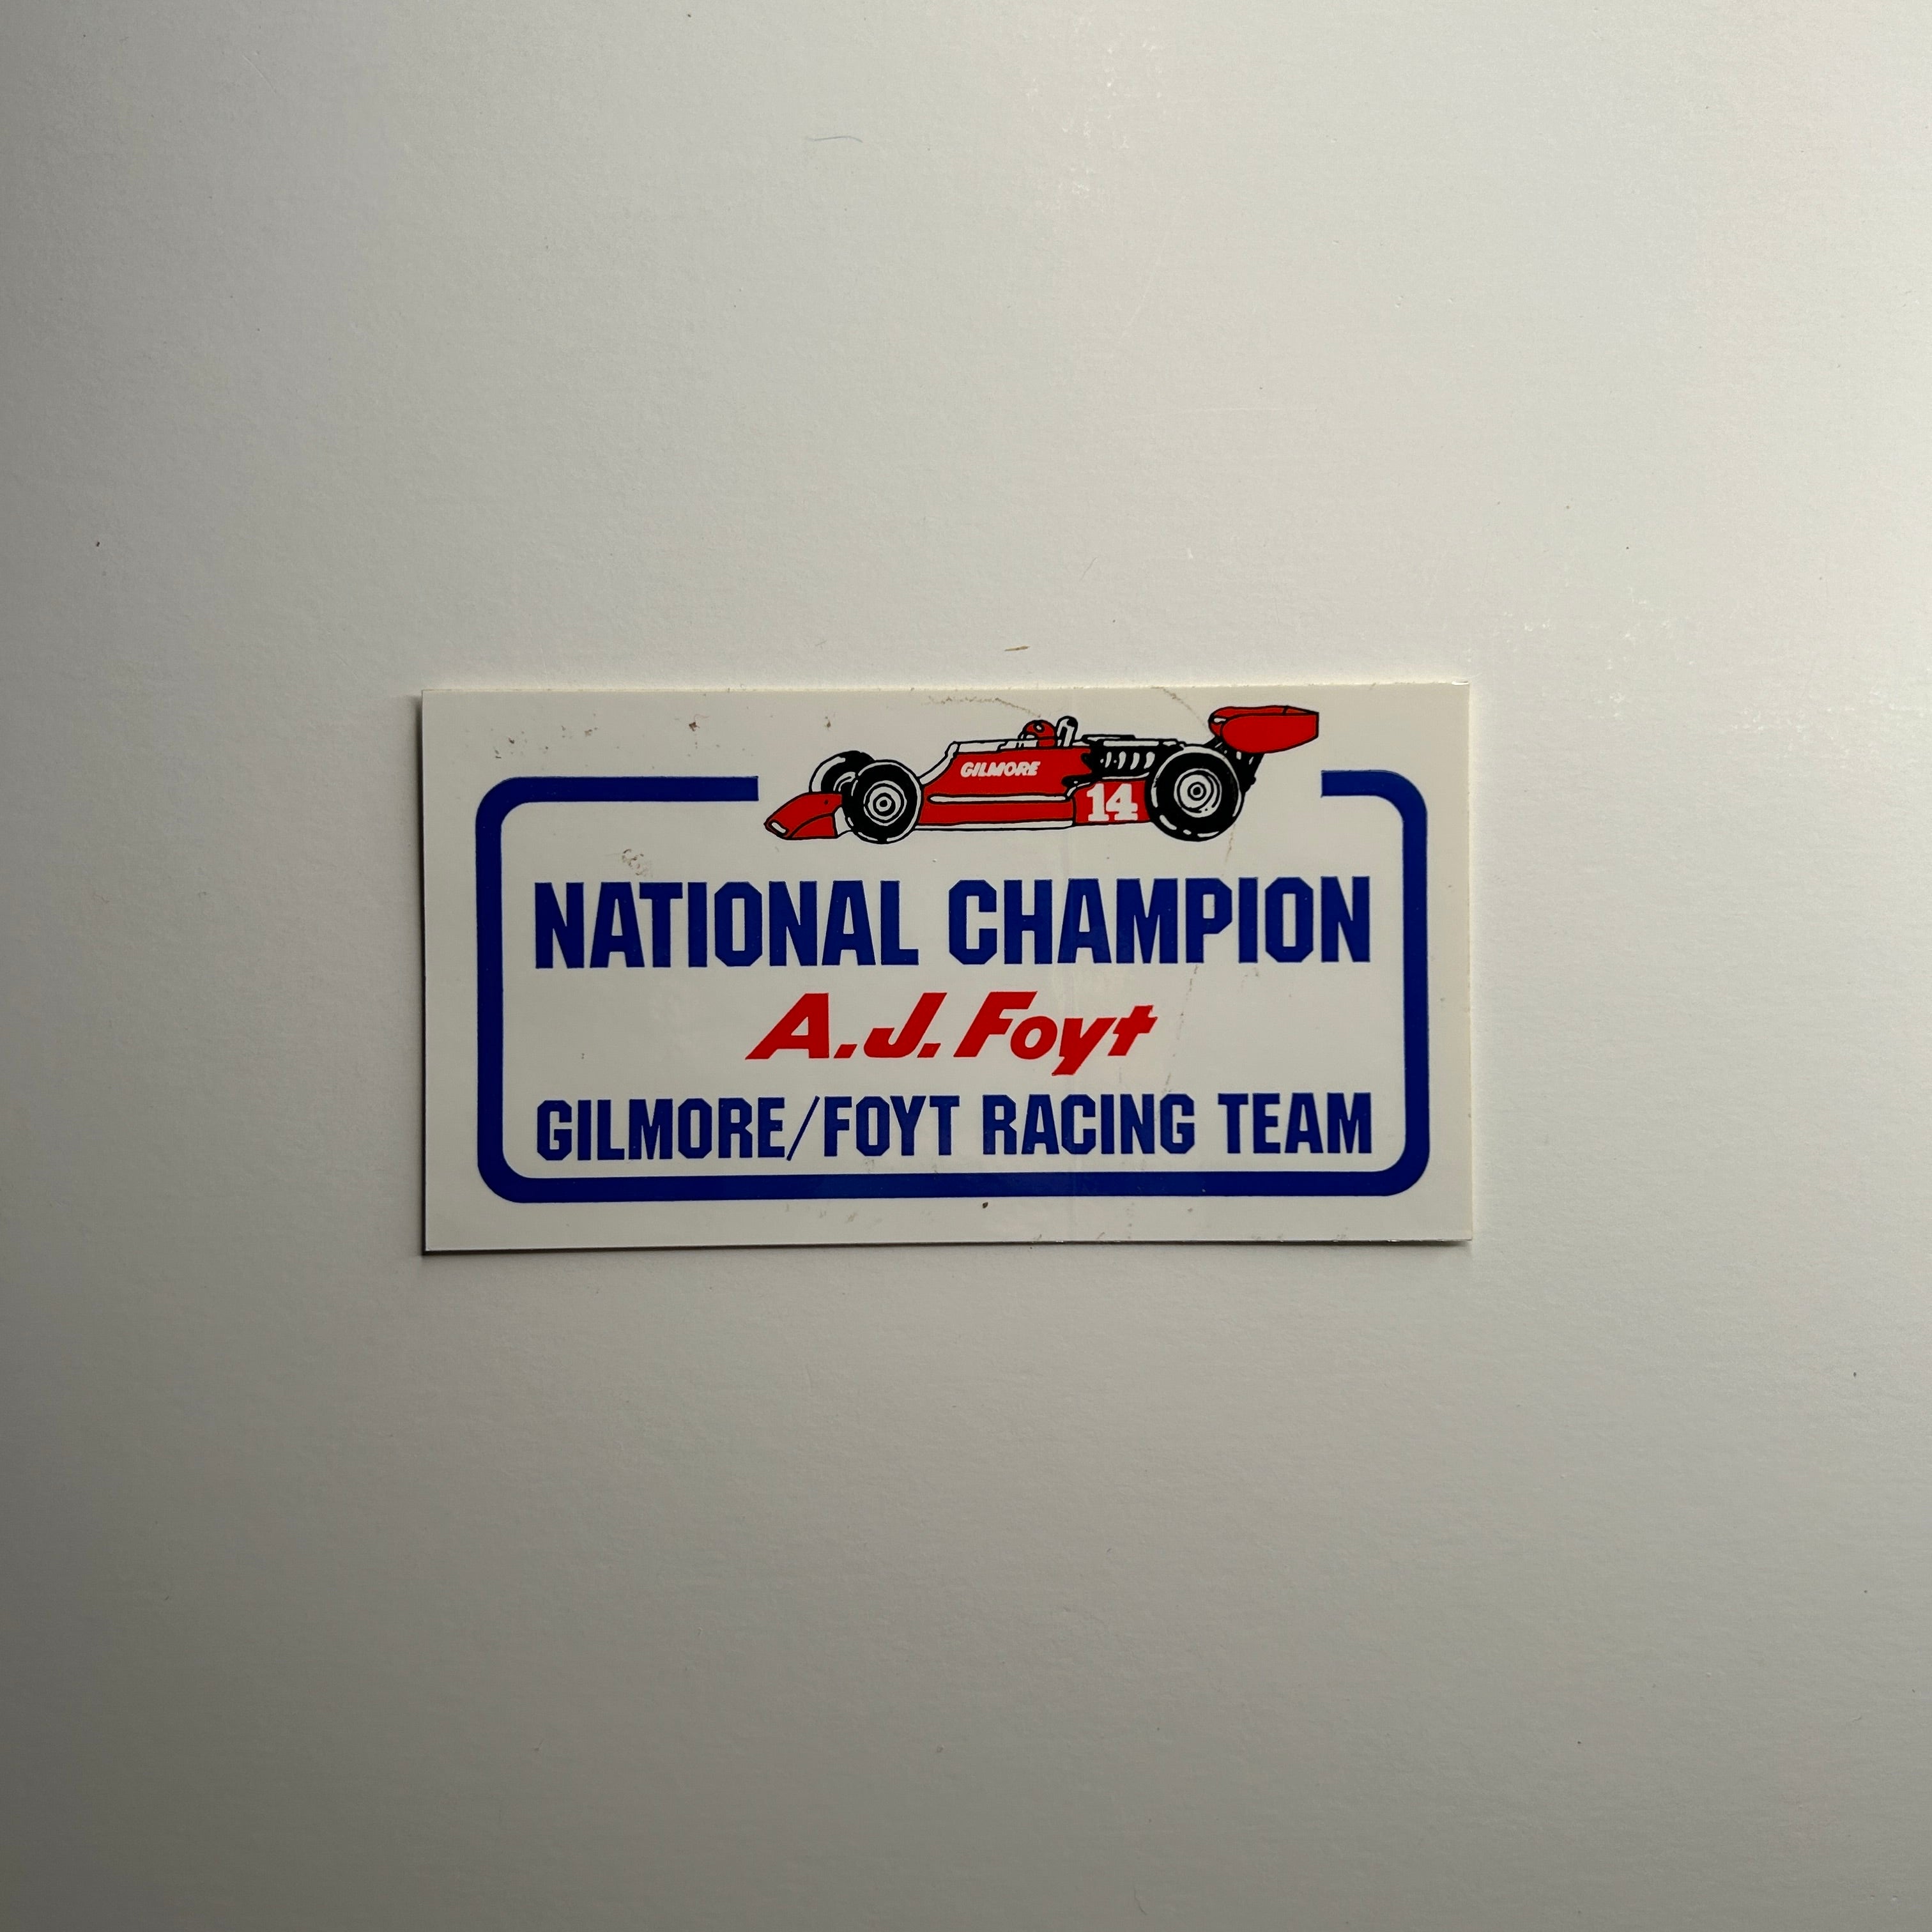 GILMORE
14
NATIONAL CHAMPION
A.J. Foyt
GILMORE/FOYT RACING TEAM